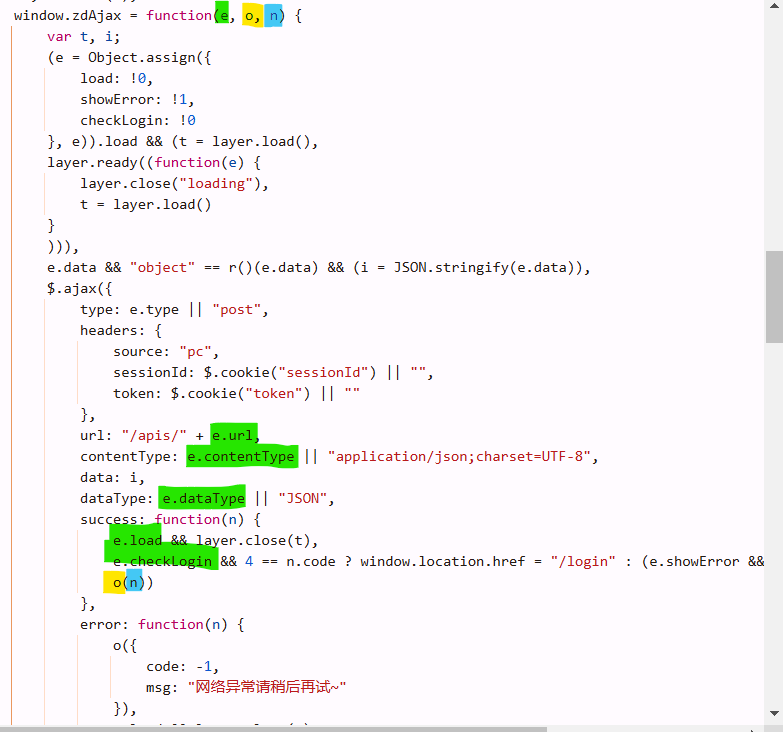 window.zdAjax = function(e, o, n) {
    var t, i;
    (e = Object.assign({
        load: !0,
        showError: !1,
        checkLogin: !0
    }, e)).load && (t = layer.load(),
    layer.ready((function(e) {
        layer.close("loading"),
        t = layer.load()
    }
    ))),
    e.data && "object" == r()(e.data) && (i = JSON.stringify(e.data)),
    $.ajax({
        type: e.type || "post",
        headers: {
            source: "pc",
            sessionId: $.cookie("sessionId") || "",
            token: $.cookie("token") || ""
        },
        url: "/apis/" + e.url,
        contentType: e.contentType || "application/json;charset=UTF-8",
        data: i,
        dataType: e.dataType || "JSON",
        success: function(n) {
            e.load && layer.close(t),
            e.checkLogin && 4 == n.code ? window.location.href = "/login" : (e.showError &&
            o(n))
        },
        error: function(n) {
            o({
                code: -1,
                msg: "网络异常请稍后再试~"
            }),